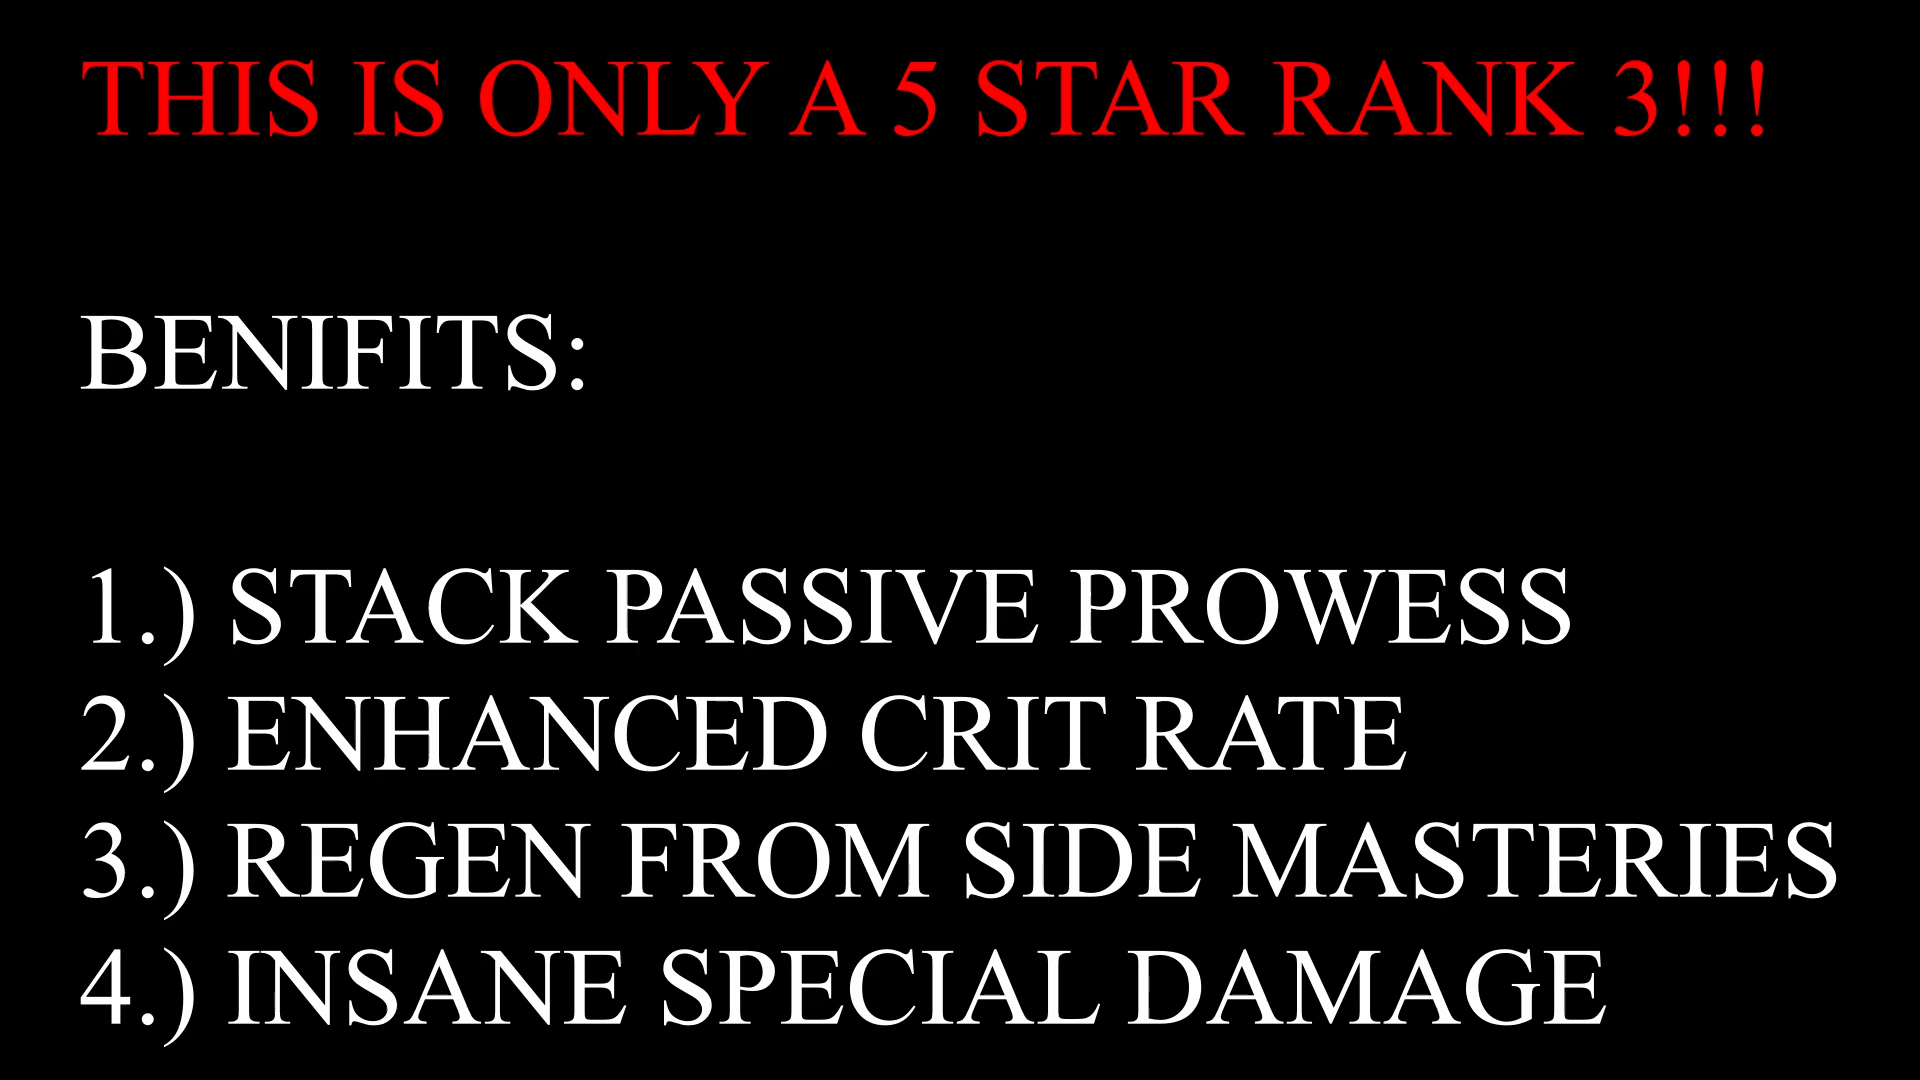 THIS IS ONLY A 5 STAR RANK 3!!!
BENIFITS:
1.) STACK PASSIVE PROWESS
2.) ENHANCED CRIT RATE
3.) REGEN FROM SIDE MASTERIES
4.) INSANE SPECIAL DAMAGE